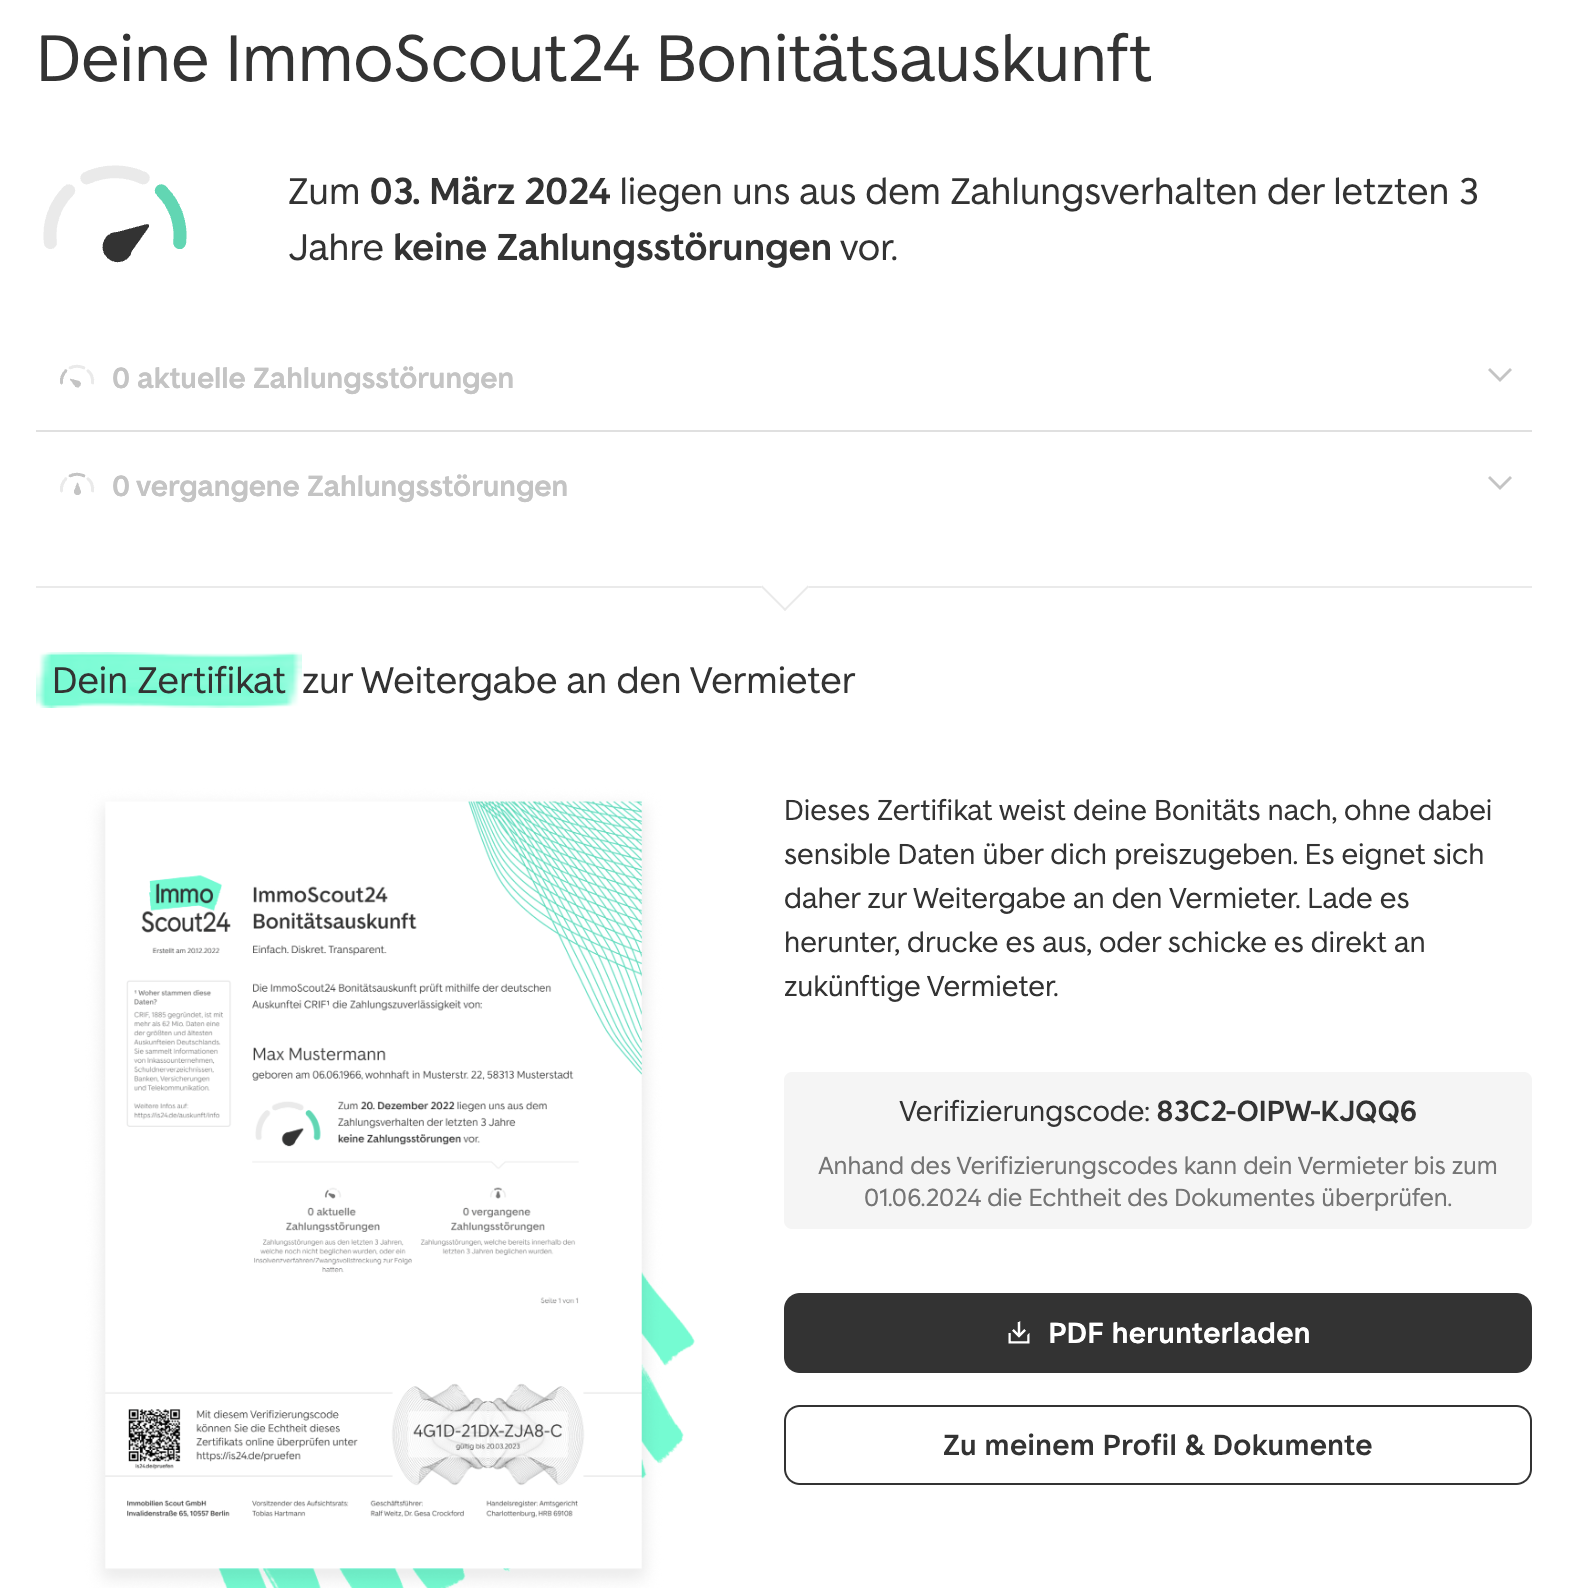 Deine ImmoScout24 Bonitätsauskunft
Zum 03. März 2024 liegen uns aus dem Zahlungsverhalten der letzten 3
Jahre keine Zahlungsstörungen vor.
0 aktuelle Zahlungsstörungen
0 vergangene Zahlungsstörungen
Dein Zertifikat zur Weitergabe an den Vermieter
Immo
Scout24
Erstellt am 20.12.2022
ImmoScout24
Bonitätsauskunft
Einfach. Diskret. Transparent.
¹ Woher stammen diese
Daten?
CRIF, 1885 gegründet, ist mit
mehr als 62 Mio. Daten eine
der größten und ältesten
Auskunfteien Deutschlands.
Sie sammelt Informationen
von Inkassounternehmen,
Schuldnerverzeichnissen,
Banken, Versicherungen
und Telekommunikation.
Weitere Infos auf:
https://is24.de/auskunft/info
Die ImmoScout24 Bonitätsauskunft prüft mithilfe der deutschen
Auskunftei CRIF¹ die Zahlungszuverlässigkeit von:
Max Mustermann
geboren am 06.06.1966, wohnhaft in Musterstr. 22, 58313 Musterstadt
Zum 20. Dezember 2022 liegen uns aus dem
Zahlungsverhalten der letzten 3 Jahre
keine Zahlungsstörungen vor.
0 aktuelle
Zahlungsstörungen
Zahlungsstörungen aus den letzten 3 Jahren,
welche noch nicht beglichen wurden, oder ein
Insolvenzverfahren/Zwangsvollstreckung zur Folge
hatten.
0 vergangene
Zahlungsstörungen
Zahlungsstörungen, welche bereits innerhalb den
letzten 3 Jahren beglichen wurden.
Seite 1 von 1
is24.de/pruefen
Mit diesem Verifizierungscode
können Sie die Echtheit dieses
Zertifikats online überprüfen unter
https://is24.de/pruefen
4G1D-21DX-ZJA8-C
gültig bis 20.03.2023
Immobilien Scout GmbH
Invalidenstraße 65, 10557 Berlin
Vorsitzender des Aufsichtsrats:
Tobias Hartmann
Geschäftsführer:
Ralf Weitz, Dr. Gesa Crockford
Handelsregister: Amtsgericht
Charlottenburg, HRB 69108
Dieses Zertifikat weist deine Bonitäts nach, ohne dabei
sensible Daten über dich preiszugeben. Es eignet sich
daher zur Weitergabe an den Vermieter. Lade es
herunter, drucke es aus, oder schicke es direkt an
zukünftige Vermieter.
Verifizierungscode: 83C2-OIPW-KJQQ6
Anhand des Verifizierungscodes kann dein Vermieter bis zum
01.06.2024 die Echtheit des Dokumentes überprüfen.
PDF herunterladen
Zu meinem Profil & Dokumente